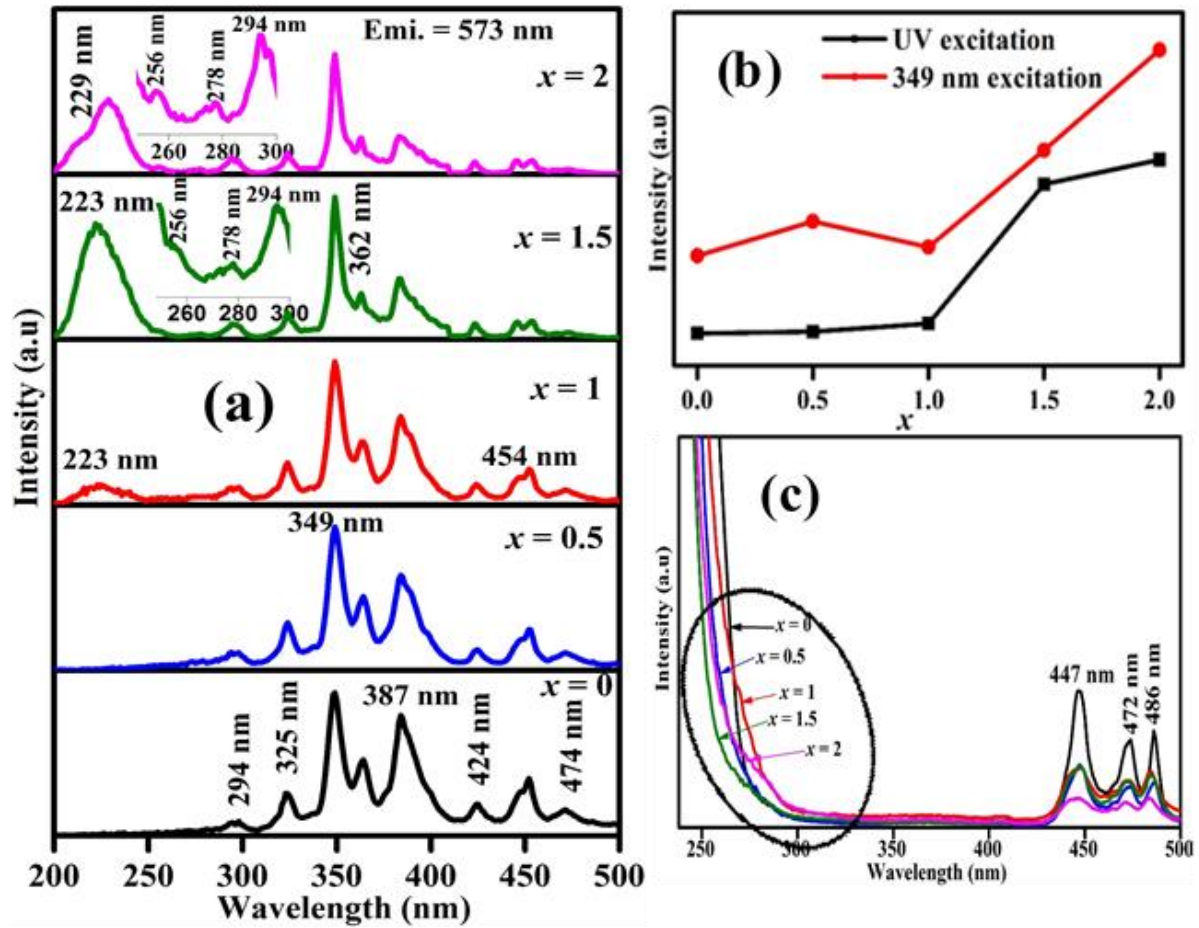 229 nm
256 nm
278 nm
294 nm
Emi. = 573 nm
x = 2
260 280 300
223 nm
256 nm
278 nm
294 nm
362 nm
x = 1.5
260 280 300
(a)
x = 1
223 nm
454 nm
349 nm
x = 0.5
x = 0
294 nm
325 nm
387 nm
424 nm
474 nm
Intensity (a.u)
200 250 300 350 400 450 500
Wavelength (nm)
(b)
UV excitation
349 nm excitation
Intensity (a.u)
0.0 0.5 1.0 1.5 2.0
x
(c)
x = 0
x = 0.5
x = 1
x = 1.5
x = 2
447 nm
472 nm
486 nm
Intensity (a.u)
250 300 350 400 450 500
Wavelength (nm)